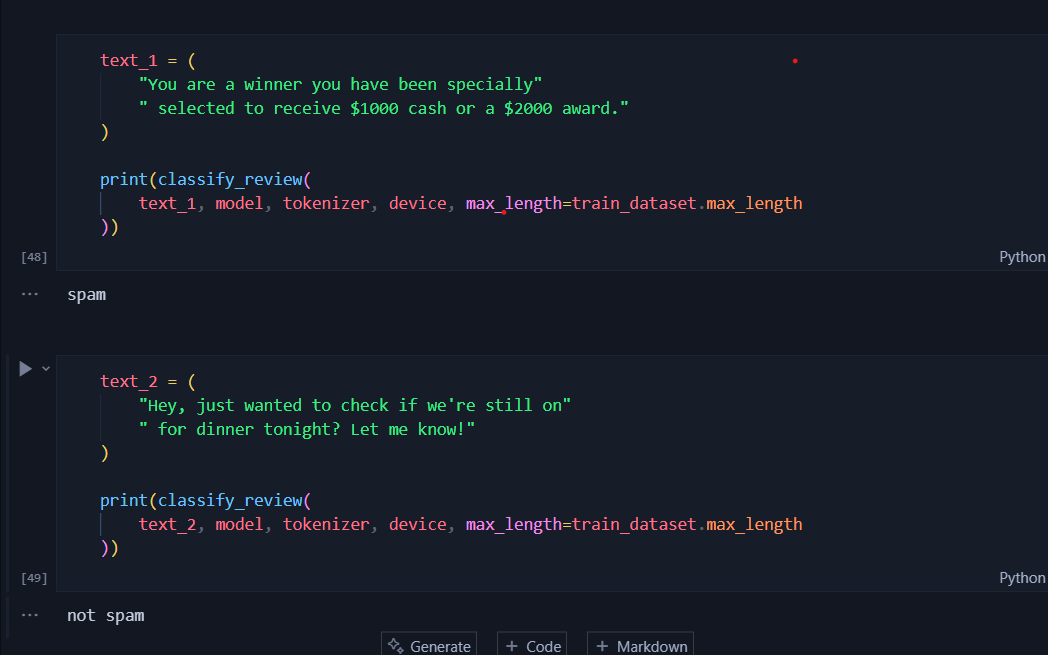 text_1 = (
    "You are a winner you have been specially"
    " selected to receive $1000 cash or a $2000 award."
)
print(classify_review(
    text_1, model, tokenizer, device, max_length=train_dataset.max_length
))
[48]
Python
... spam
text_2 = (
    "Hey, just wanted to check if we're still on"
    " for dinner tonight? Let me know!"
)
print(classify_review(
    text_2, model, tokenizer, device, max_length=train_dataset.max_length
))
[49]
Python
... not spam
Generate + Code + Markdown